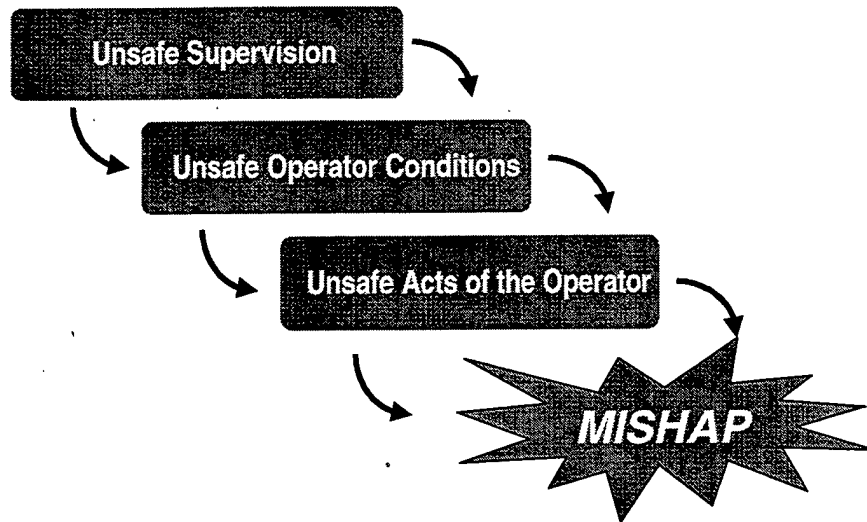 Unsafe Supervision
Unsafe Operator Conditions
Unsafe Acts of the Operator
MISHAP